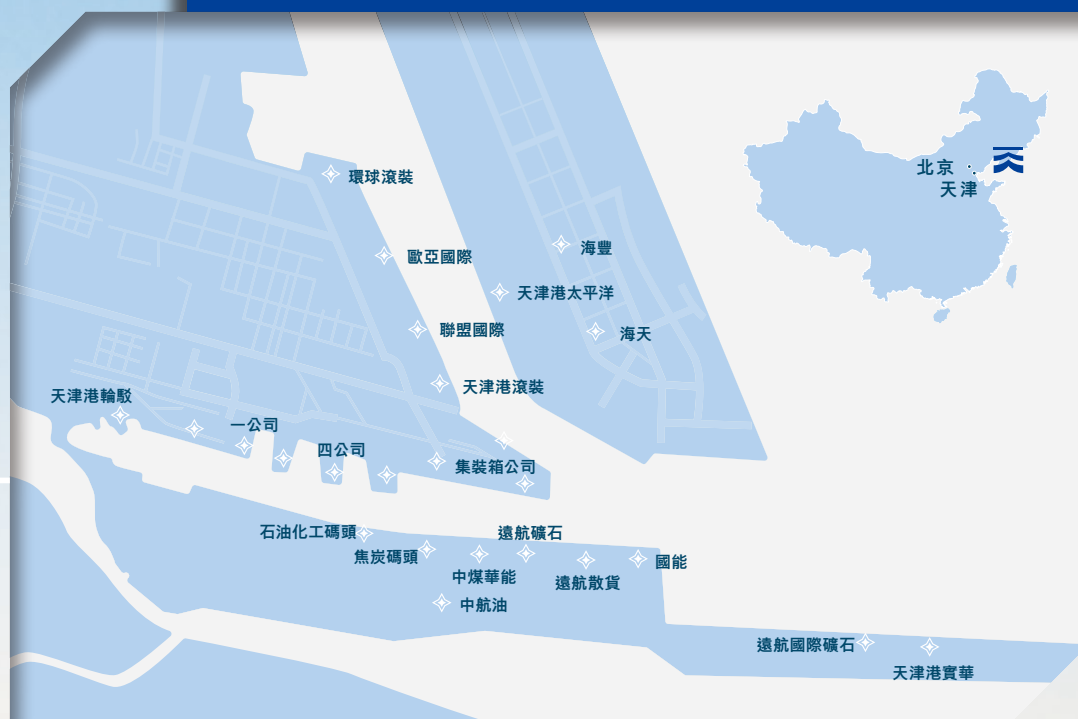 環球滾裝
北京
天津
歐亞國際
海豐
天津港太平洋
聯盟國際
海天
天津港滾裝
天津港輪駁
一公司
四公司
集裝箱公司
石油化工碼頭
遠航礦石
焦炭碼頭
中煤華能
遠航散貨
國能
中航油
遠航國際礦石
天津港實華